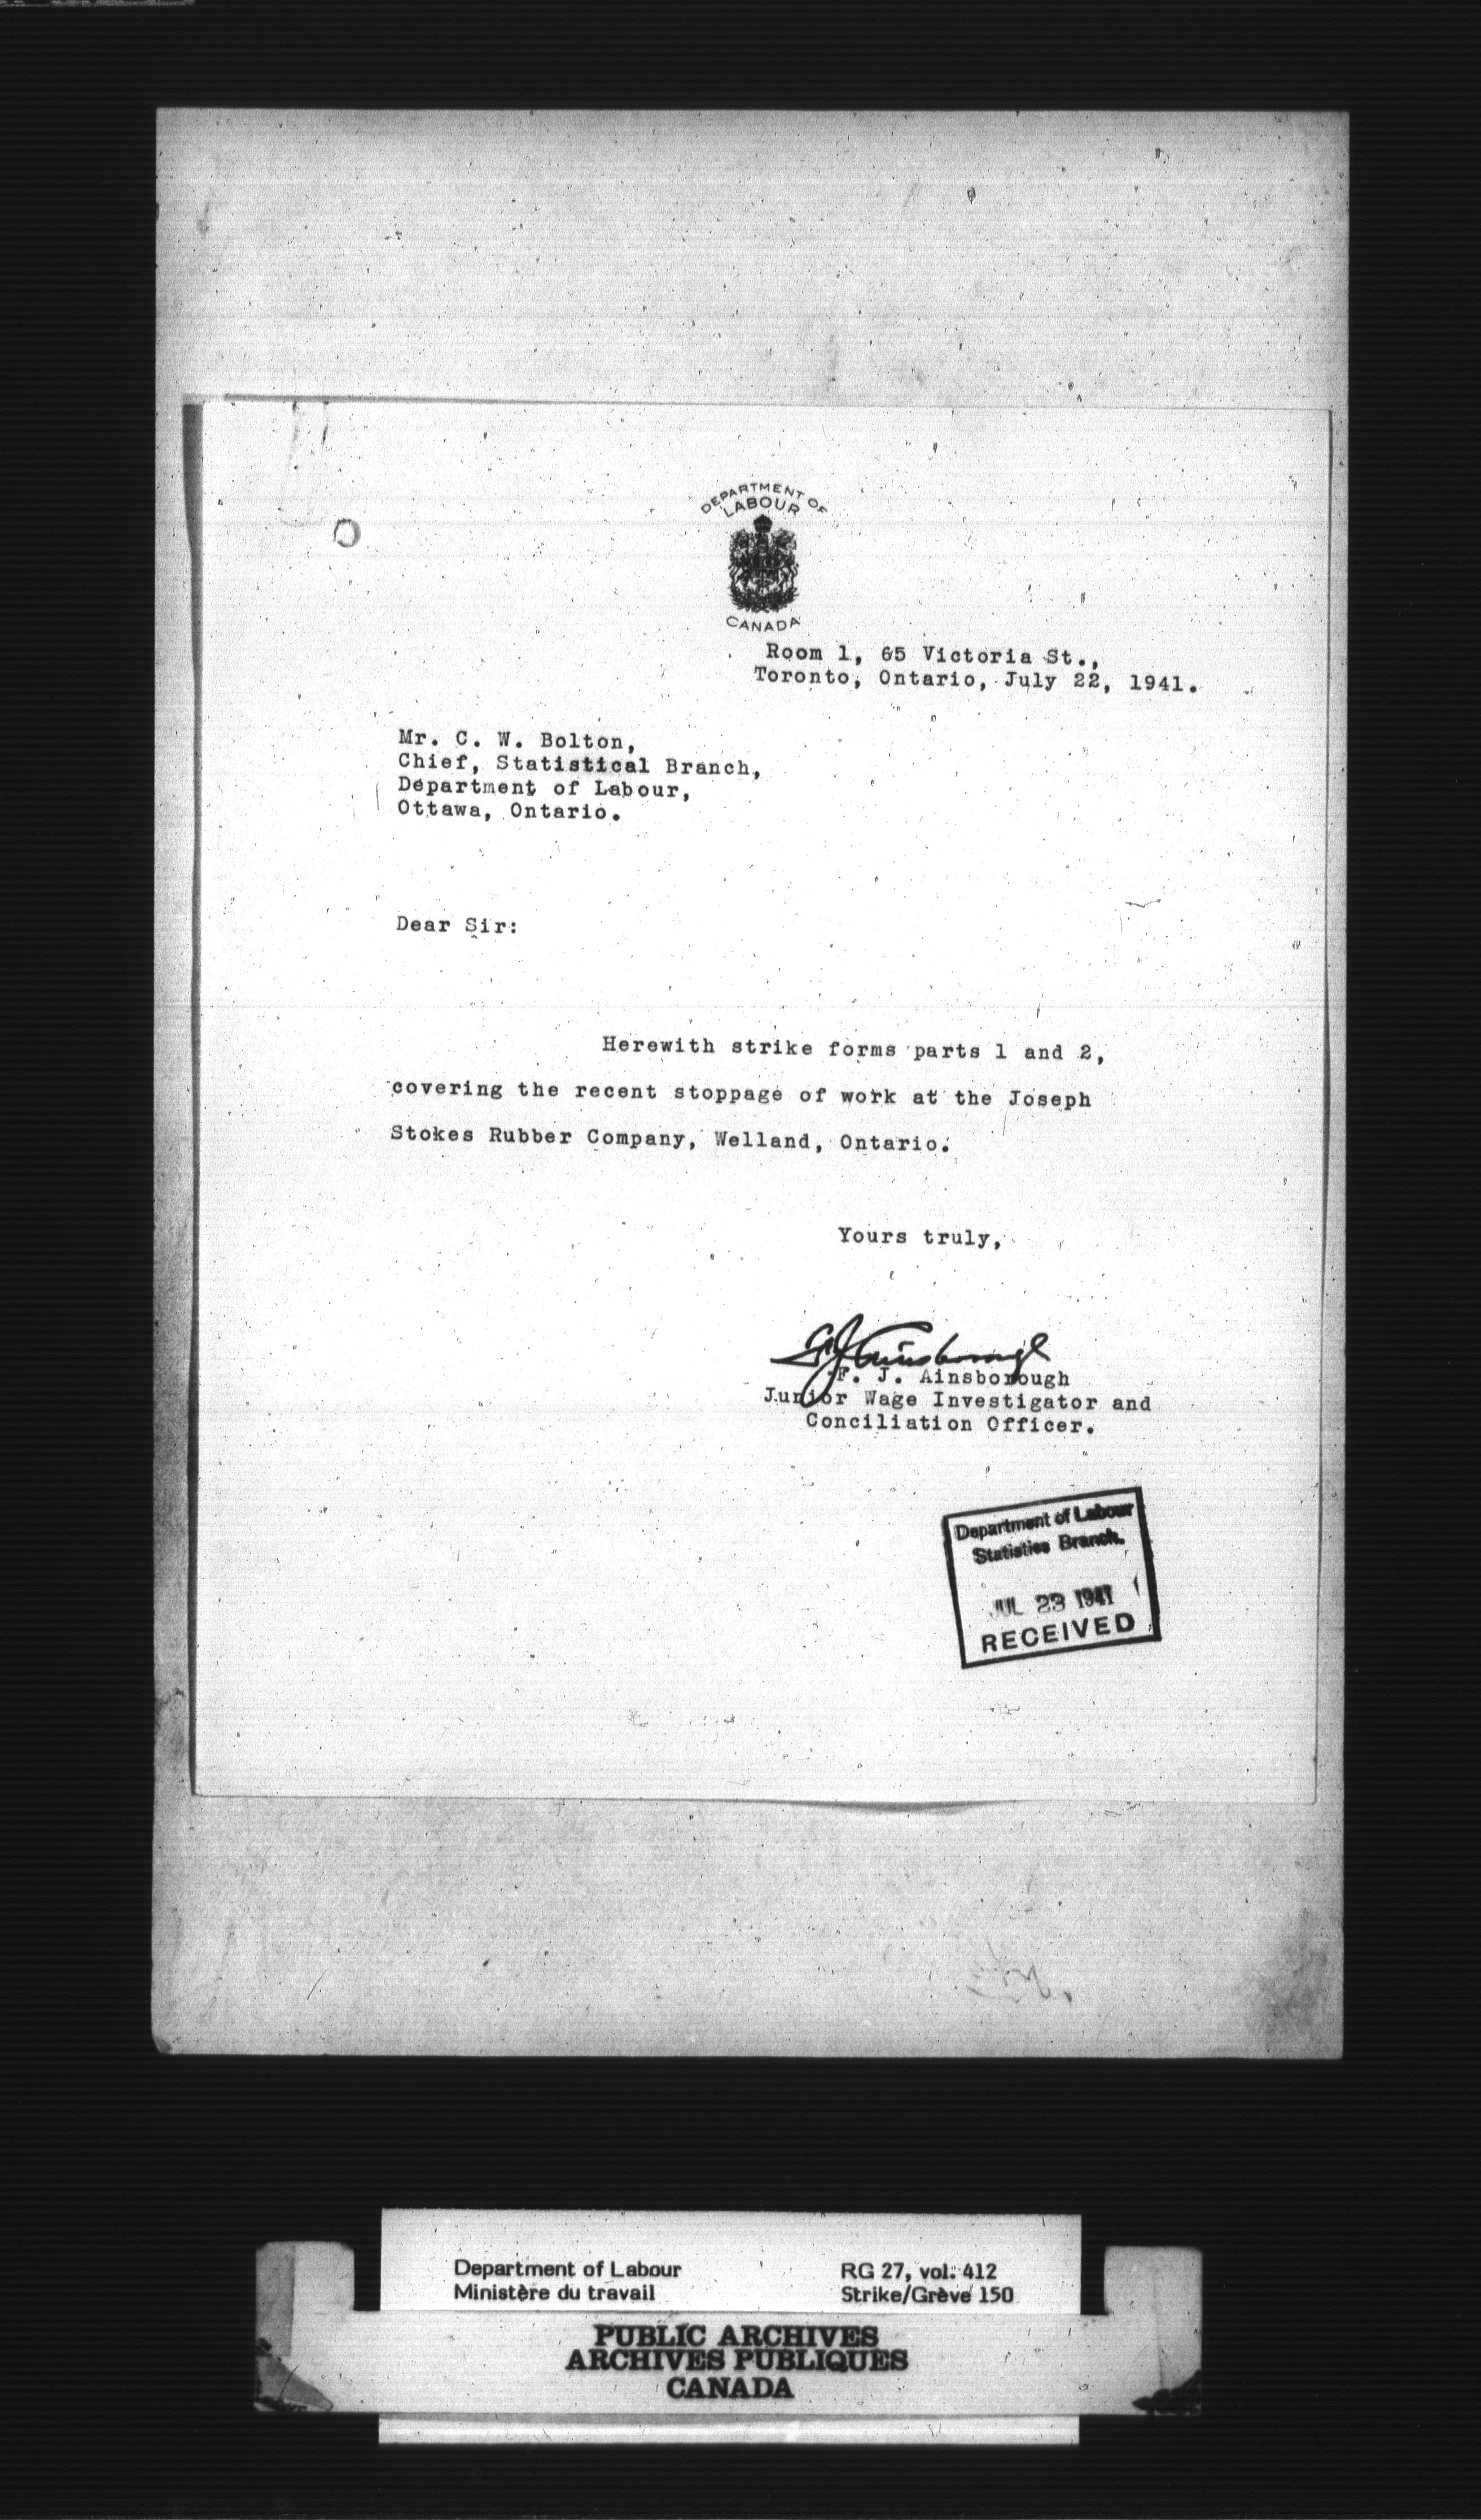 DEPARTMENT OF
LABOUR
CANADA
Room 1, 65 Victoria St.,
Toronto, Ontario, July 22, 1941.
Mr. C. W. Bolton,
Chief, Statistical Branch,
Department of Labour,
Ottawa, Ontario.
Dear Sir:
Herewith strike forms parts 1 and 2,
covering the recent stoppage of work at the Joseph
Stokes Rubber Company, Welland, Ontario.
Yours truly,
F J Ainsborough
F. J. Ainsborough
Junior Wage Investigator and
Conciliation Officer.
Department of Labour
Statistics Branch.
JUL 23 1941
RECEIVED
Department of Labour
Ministère du travail
RG 27, vol. 412
Strike/Grève 150
PUBLIC ARCHIVES
ARCHIVES PUBLIQUES
CANADA